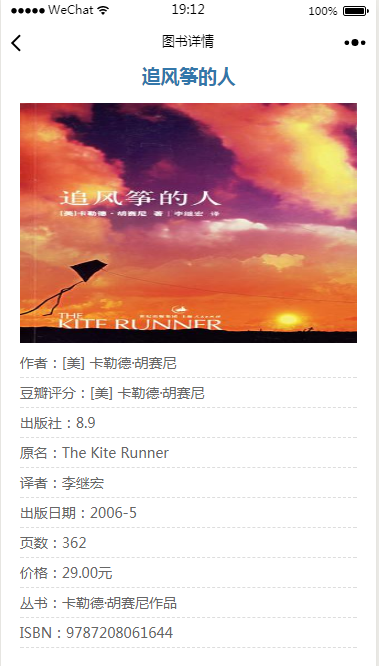 WeChat 19:12 100%
图书详情
追风筝的人
追风筝的人
[美]卡勒德·胡赛尼 著 | 李继宏 译
THE
KITE RUNNER
作者：[美] 卡勒德·胡赛尼
豆瓣评分：[美] 卡勒德·胡赛尼
出版社：8.9
原名：The Kite Runner
译者：李继宏
出版日期：2006-5
页数：362
价格：29.00元
丛书：卡勒德·胡赛尼作品
ISBN：9787208061644